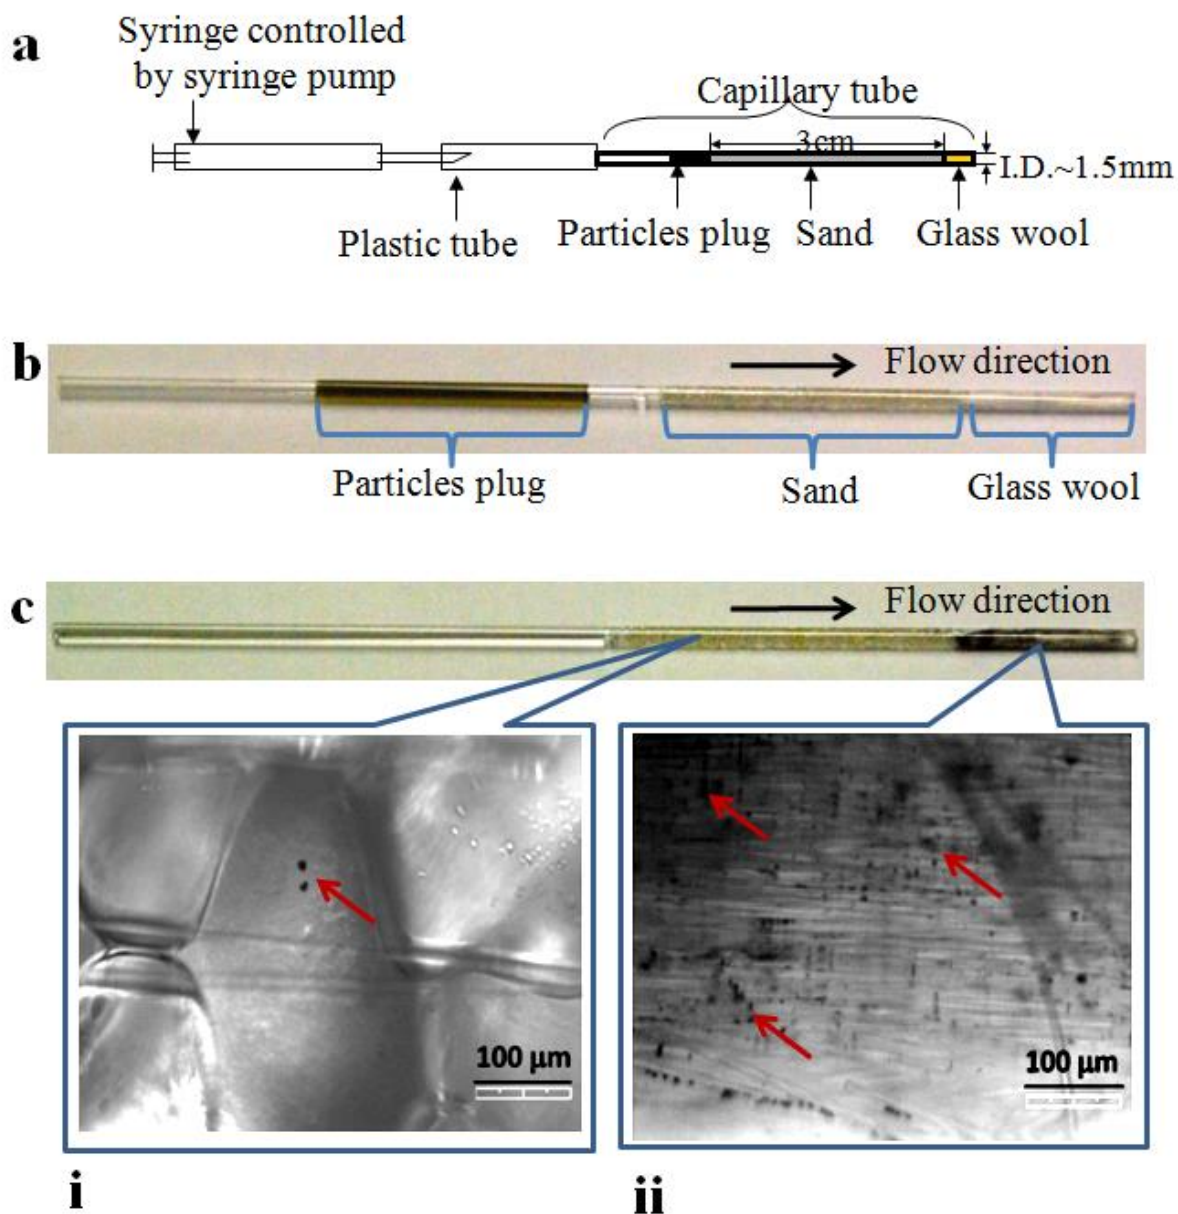 a
Syringe controlled
by syringe pump
Capillary tube
3cm
I.D.~1.5mm
Plastic tube
Particles plug
Sand
Glass wool
b
Flow direction
Particles plug
Sand
Glass wool
c
Flow direction
100 µm
100 µm
i
ii